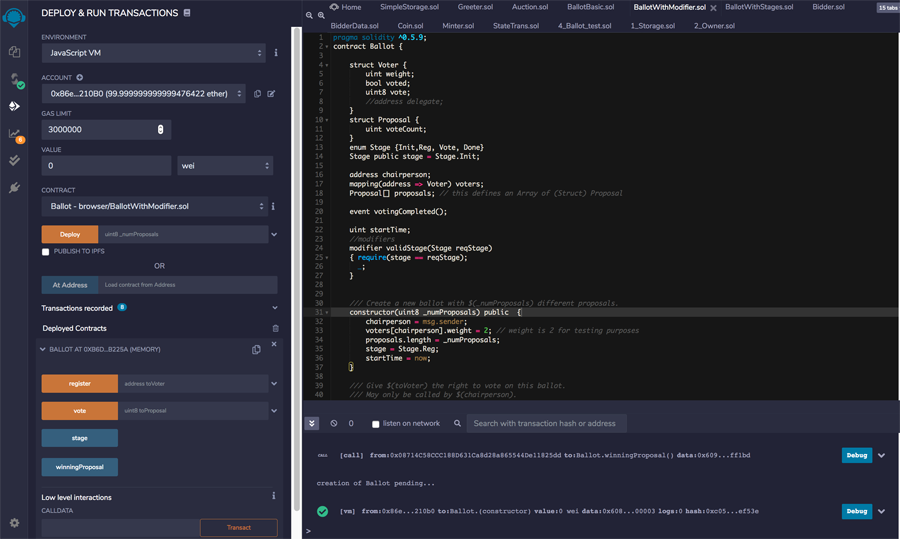 DEPLOY & RUN TRANSACTIONS
ENVIRONMENT
JavaScript VM
i
ACCOUNT
0x86e...210B0 (99.999999999999476422 ether)
GAS LIMIT
3000000
VALUE
0
wei
CONTRACT
Ballot - browser/BallotWithModifier.sol
i
Deploy
uint8 _numProposals
PUBLISH TO IPFS
OR
At Address
Load contract from Address
Transactions recorded
8
Deployed Contracts
BALLOT AT 0XB6D...B225A (MEMORY)
register
address toVoter
vote
uint8 toProposal
stage
winningProposal
Low level interactions
i
CALLDATA
Transact
Home
SimpleStorage.sol
Greeter.sol
Auction.sol
BallotBasic.sol
BallotWithModifier.sol
BallotWithStages.sol
Bidder.sol
15 tabs
BidderData.sol
Coin.sol
Minter.sol
StateTrans.sol
4_Ballot_test.sol
1_Storage.sol
2_Owner.sol
1 pragma solidity ^0.5.9;
2 contract Ballot {
3
4 struct Voter {
5 uint weight;
6 bool voted;
7 uint8 vote;
8 //address delegate;
9 }
10 struct Proposal {
11 uint voteCount;
12 }
13 enum Stage {Init,Reg, Vote, Done}
14 Stage public stage = Stage.Init;
15
16 address chairperson;
17 mapping(address => Voter) voters;
18 Proposal[] proposals; // this defines an Array of (Struct) Proposal
19
20 event votingCompleted();
21
22 uint startTime;
23 //modifiers
24 modifier validStage(Stage reqStage)
25 { require(stage == reqStage);
26 _;
27 }
28
29
30 /// Create a new ballot with $(_numProposals) different proposals.
31 constructor(uint8 _numProposals) public {
32 chairperson = msg.sender;
33 voters[chairperson].weight = 2; // weight is 2 for testing purposes
34 proposals.length = _numProposals;
35 stage = Stage.Reg;
36 startTime = now;
37 }
38
39 /// Give $(toVoter) the right to vote on this ballot.
40 /// May only be called by $(chairperson).
0
listen on network
Search with transaction hash or address
CALL [call] from:0x08714C58CCC188D631Ca8d28a865544De11825dd to:Ballot.winningProposal() data:0x609...ff1bd
Debug
creation of Ballot pending...
[vm] from:0x86e...210b0 to:Ballot.(constructor) value:0 wei data:0x608...00003 logs:0 hash:0xc05...ef53e
Debug
>